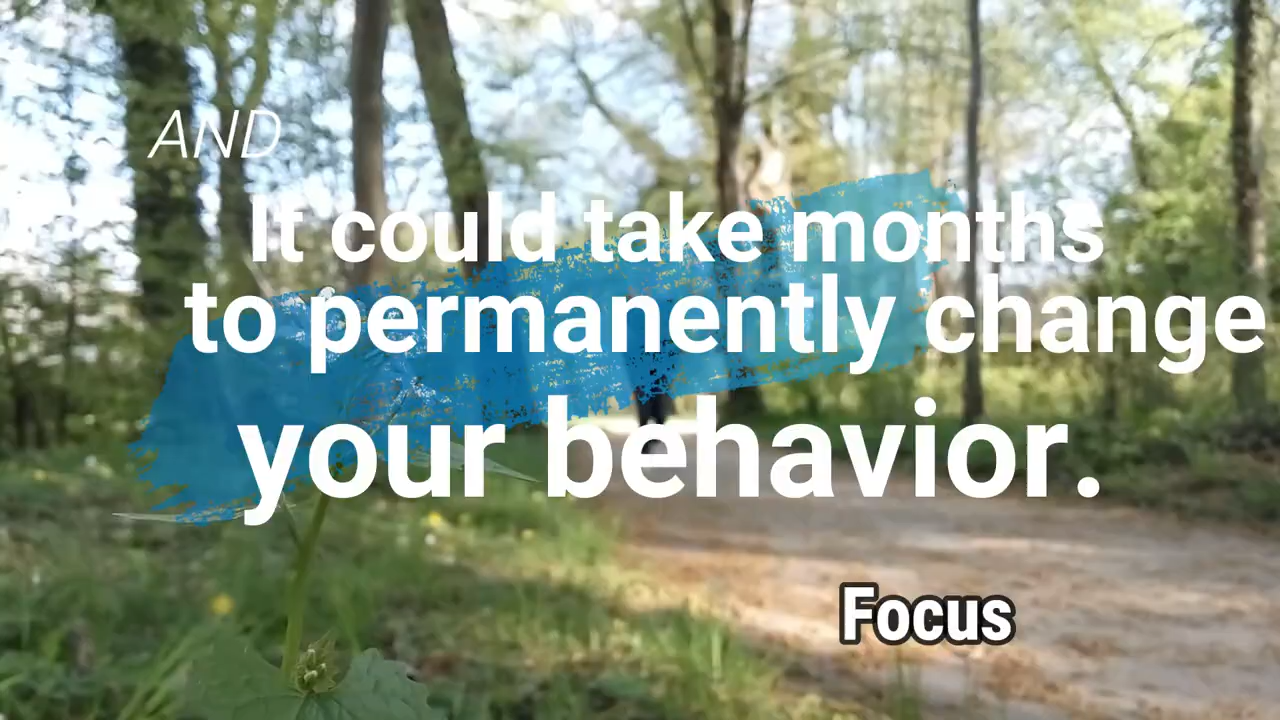 AND
It could take months
to permanently change
your behavior.
Focus